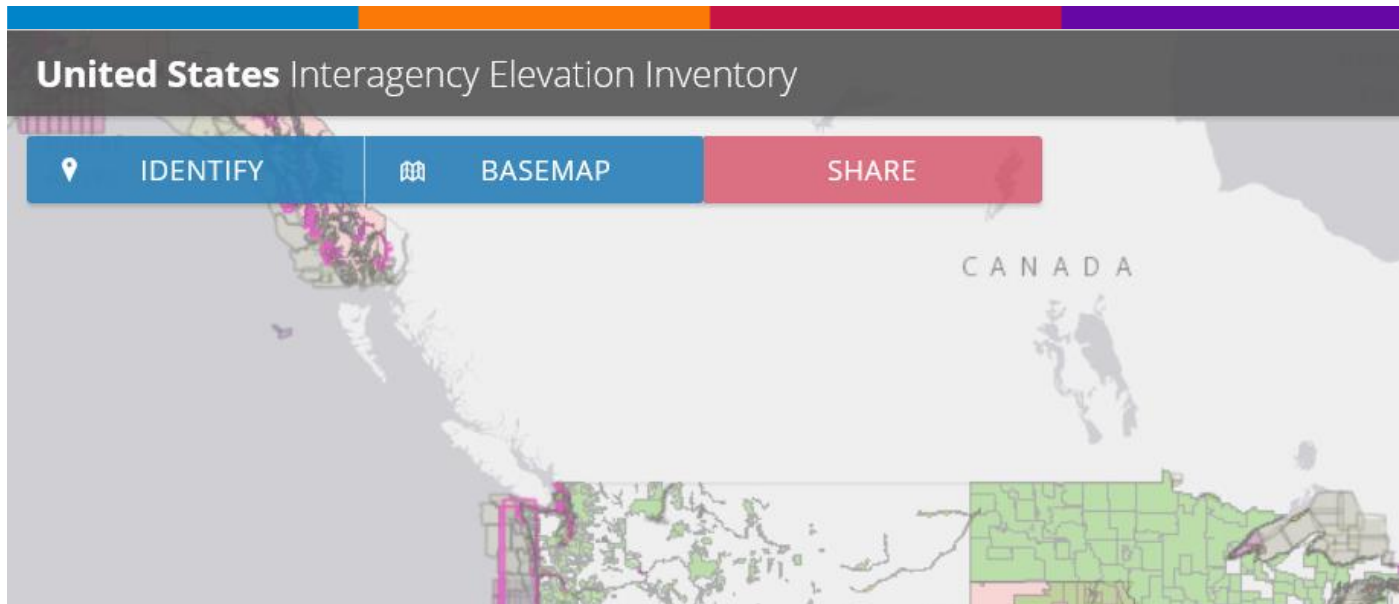 United States Interagency Elevation Inventory
IDENTIFY BASEMAP SHARE
CANADA